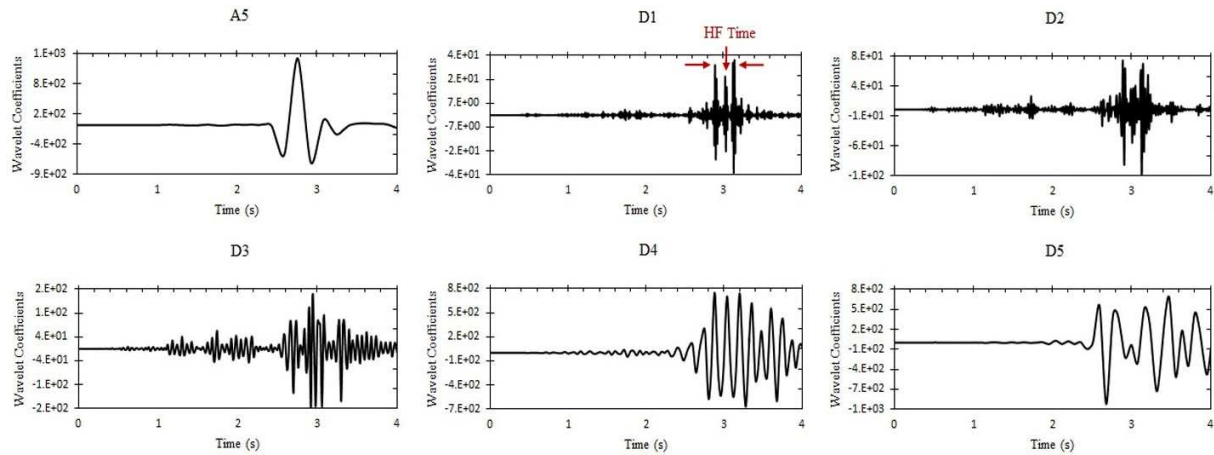 A5
Wavelet Coefficients
1.E+03
6.E+02
2.E+02
-4.E+02
-9.E+02
0 1 2 3 4
Time (s)
D1
HF Time
Wavelet Coefficients
4.E+01
2.E+01
7.E+00
-7.E+00
-2.E+01
-4.E+01
0 1 2 3 4
Time (s)
D2
Wavelet Coefficients
8.E+01
5.E+01
1.E+01
-2.E+01
-6.E+01
-1.E+02
0 1 2 3 4
Time (s)
D3
Wavelet Coefficients
2.E+02
1.E+02
4.E+01
-4.E+01
-1.E+02
-2.E+02
0 1 2 3 4
Time (s)
D4
Wavelet Coefficients
8.E+02
5.E+02
2.E+02
-1.E+02
-4.E+02
-7.E+02
0 1 2 3 4
Time (s)
D5
Wavelet Coefficients
8.E+02
5.E+02
2.E+02
-1.E+02
-4.E+02
-7.E+02
-1.E+03
0 1 2 3 4
Time (s)